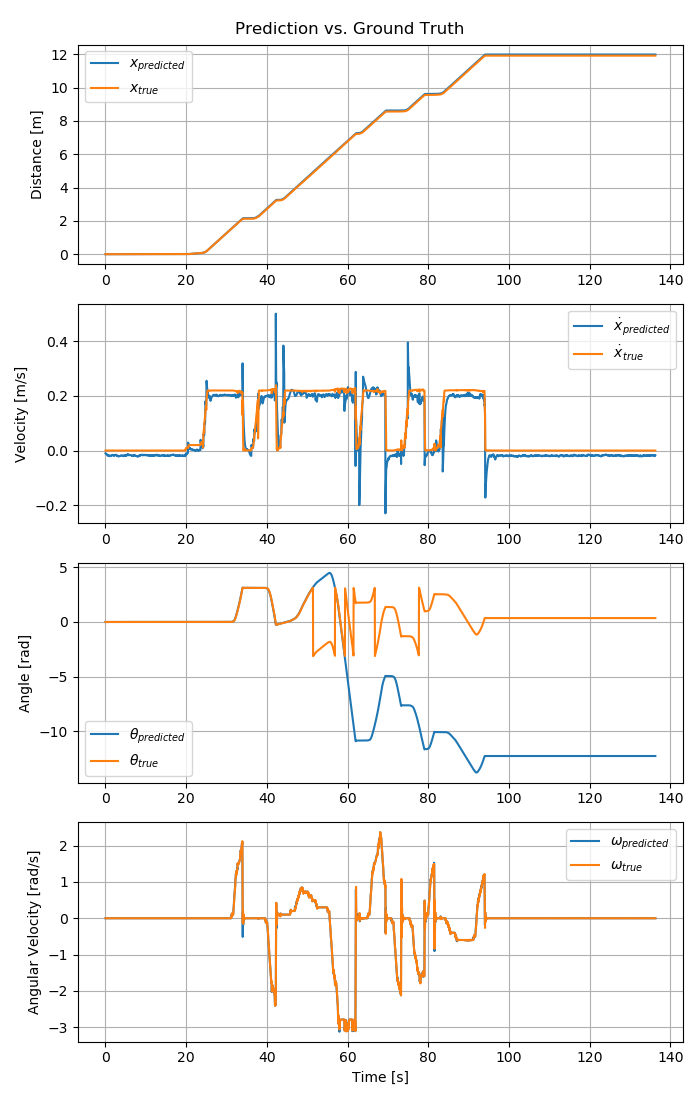 Prediction vs. Ground Truth
12
10
8
6
4
2
0
Distance [m]
x_predicted
x_true
0 20 40 60 80 100 120 140
0.4
0.2
0.0
−0.2
Velocity [m/s]
ẋ_predicted
ẋ_true
0 20 40 60 80 100 120 140
5
0
−5
−10
Angle [rad]
θ_predicted
θ_true
0 20 40 60 80 100 120 140
2
1
0
−1
−2
−3
Angular Velocity [rad/s]
ω_predicted
ω_true
0 20 40 60 80 100 120 140
Time [s]